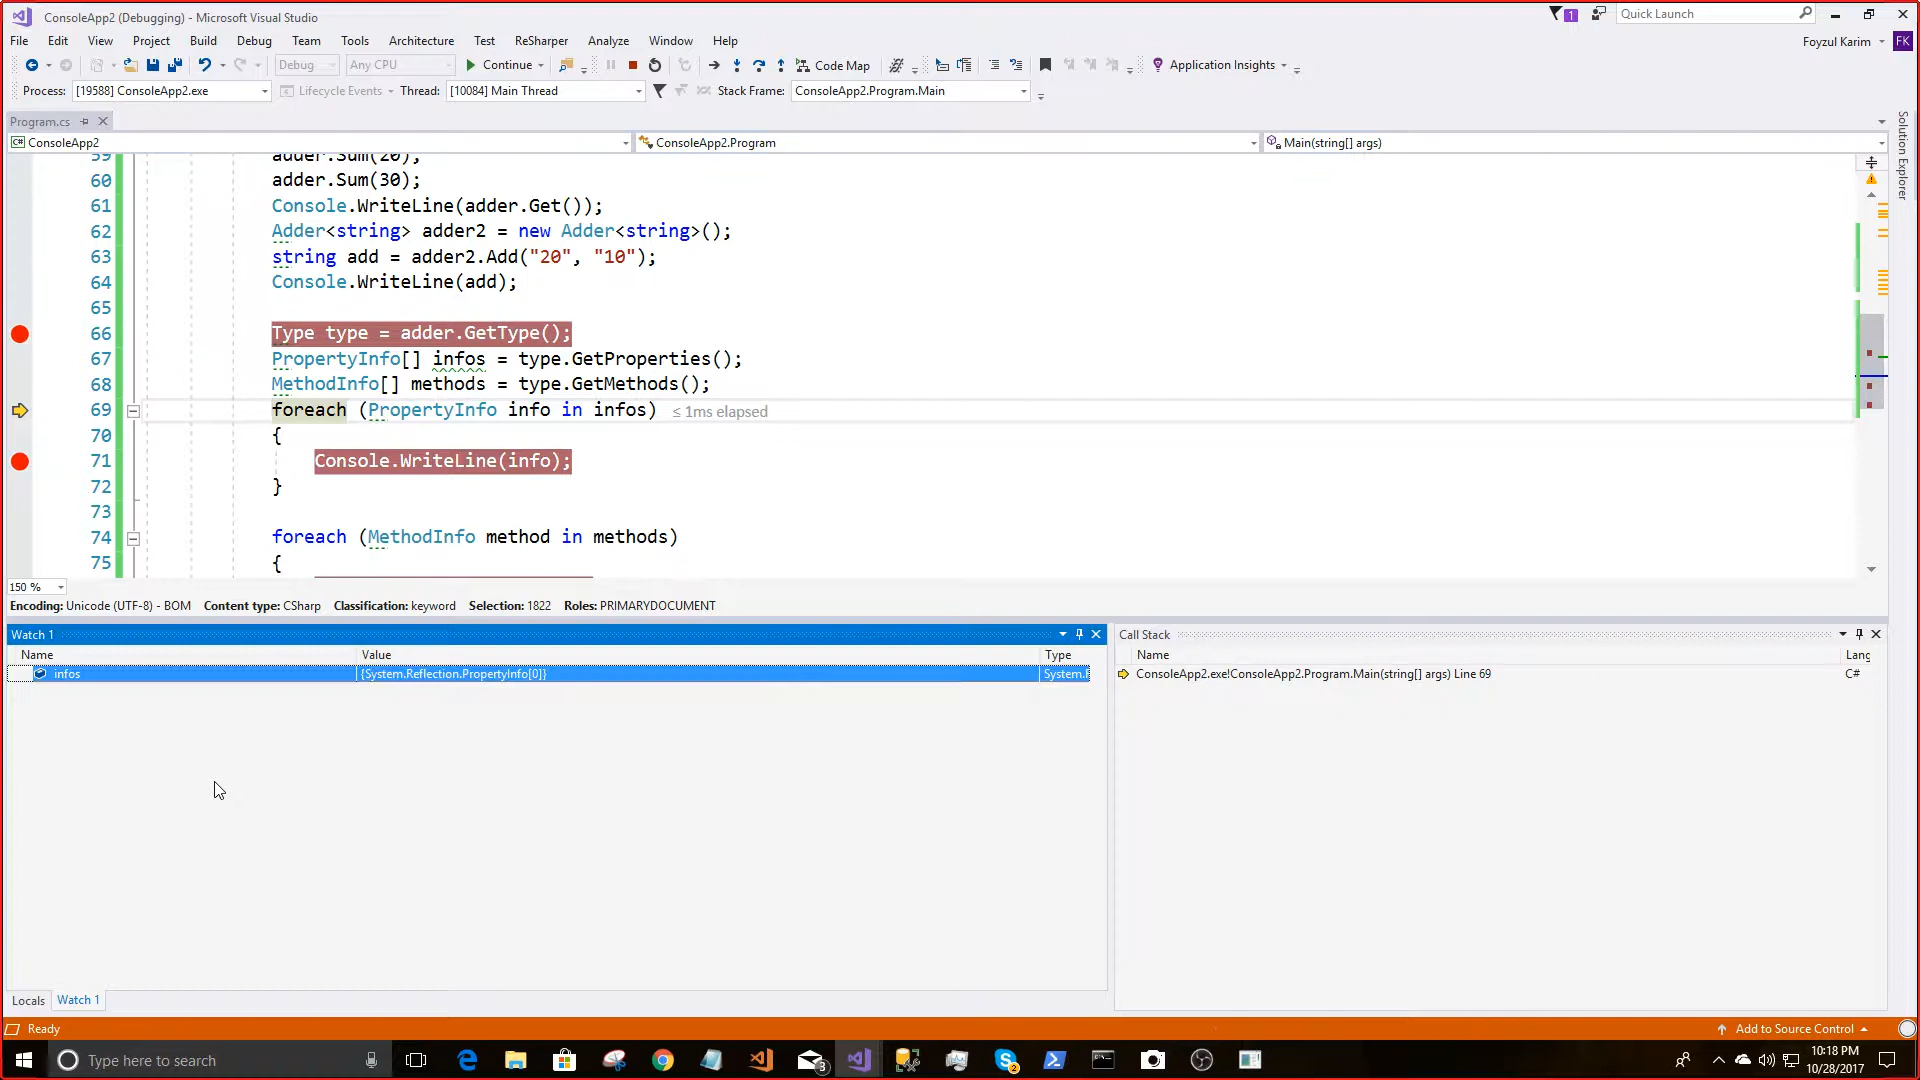 ConsoleApp2 (Debugging) - Microsoft Visual Studio
1
Quick Launch
File Edit View Project Build Debug Team Tools Architecture Test ReSharper Analyze Window Help
Foyzul Karim FK
Debug Any CPU Continue Code Map Application Insights
Process: [19588] ConsoleApp2.exe Lifecycle Events Thread: [10084] Main Thread Stack Frame: ConsoleApp2.Program.Main
Program.cs
Solution Explorer
C# ConsoleApp2 ConsoleApp2.Program Main(string[] args)
59 adder.Sum(20);
60 adder.Sum(30);
61 Console.WriteLine(adder.Get());
62 Adder<string> adder2 = new Adder<string>();
63 string add = adder2.Add("20", "10");
64 Console.WriteLine(add);
65
66 Type type = adder.GetType();
67 PropertyInfo[] infos = type.GetProperties();
68 MethodInfo[] methods = type.GetMethods();
69 foreach (PropertyInfo info in infos) ≤ 1ms elapsed
70 {
71 Console.WriteLine(info);
72 }
73
74 foreach (MethodInfo method in methods)
75 {
150 %
Encoding: Unicode (UTF-8) - BOM Content type: CSharp Classification: keyword Selection: 1822 Roles: PRIMARYDOCUMENT
Watch 1
Name Value Type
infos {System.Reflection.PropertyInfo[0]} System.
Call Stack
Name Lang
ConsoleApp2.exe!ConsoleApp2.Program.Main(string[] args) Line 69 C#
Locals Watch 1
Ready
Add to Source Control
Type here to search
3
2
10:18 PM
10/28/2017